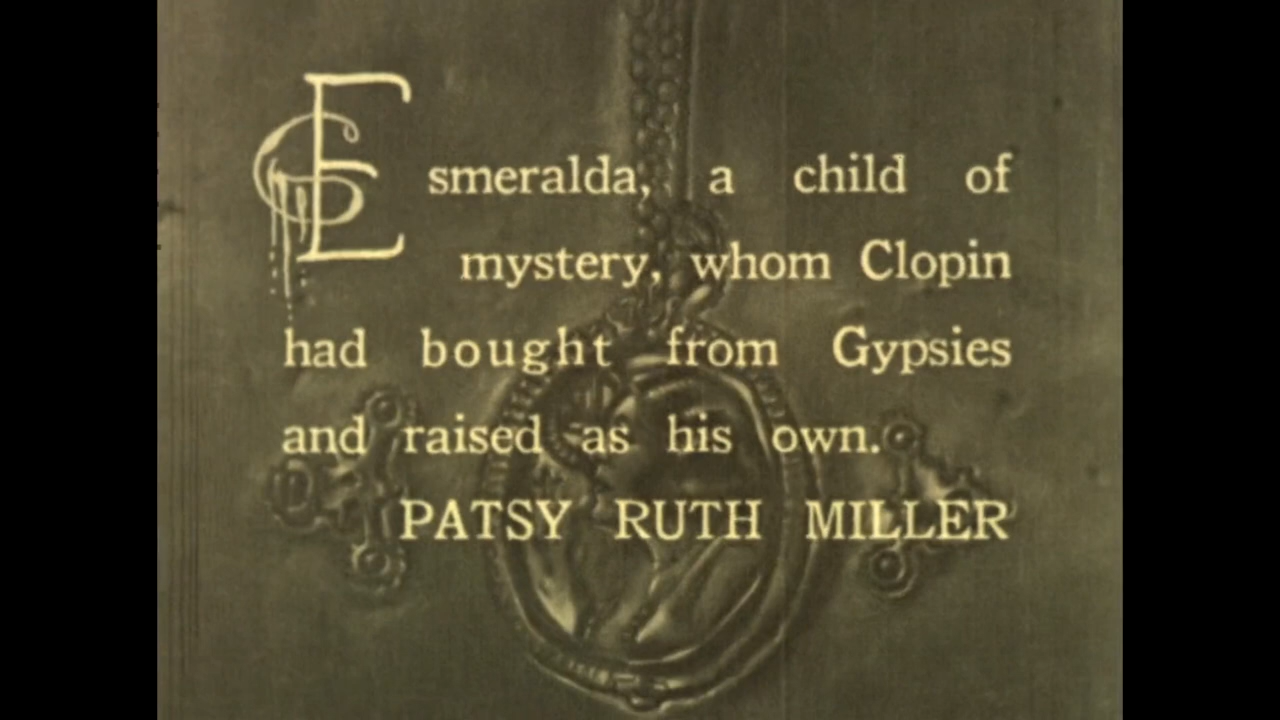 Esmeralda, a child of
mystery, whom Clopin
had bought from Gypsies
and raised as his own.
PATSY RUTH MILLER